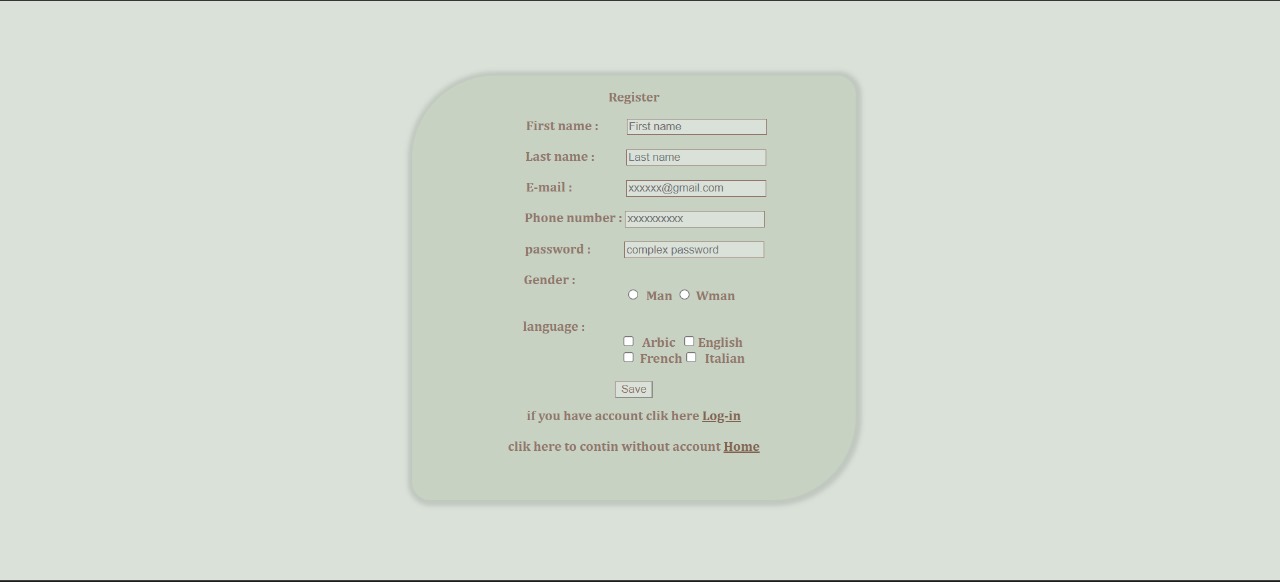 Register
First name : First name
Last name : Last name
E-mail : xxxxxx@gmail.com
Phone number : xxxxxxxxxx
password : complex password
Gender :
Man Wman
language :
Arbic English
French Italian
Save
if you have account clik here Log-in
clik here to contin without account Home